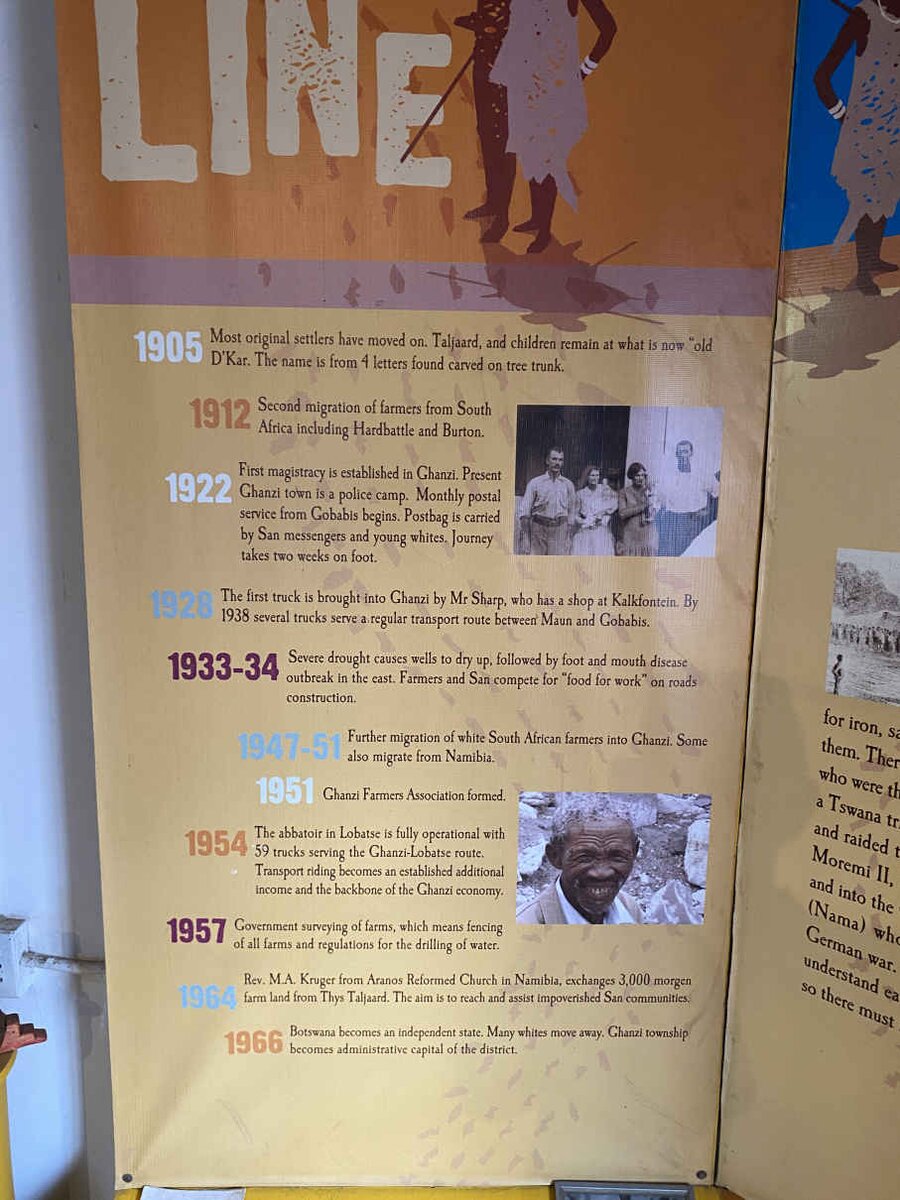 LINE
1905 Most original settlers have moved on. Taljaard, and children remain at what is now "old
D'Kar. The name is from 4 letters found carved on tree trunk.
1912 Second migration of farmers from South
Africa including Hardbattle and Burton.
1922 First magistracy is established in Ghanzi. Present
Ghanzi town is a police camp. Monthly postal
service from Gobabis begins. Postbag is carried
by San messengers and young whites. Journey
takes two weeks on foot.
1928 The first truck is brought into Ghanzi by Mr Sharp, who has a shop at Kalkfontein. By
1938 several trucks serve a regular transport route between Maun and Gobabis.
1933-34 Severe drought causes wells to dry up, followed by foot and mouth disease
outbreak in the east. Farmers and San compete for "food for work" on roads
construction.
1947-51 Further migration of white South African farmers into Ghanzi. Some
also migrate from Namibia.
1951 Ghanzi Farmers Association formed.
1954 The abbatoir in Lobatse is fully operational with
59 trucks serving the Ghanzi-Lobatse route.
Transport riding becomes an established additional
income and the backbone of the Ghanzi economy.
1957 Government surveying of farms, which means fencing
of all farms and regulations for the drilling of water.
1964 Rev. M.A. Kruger from Aranos Reformed Church in Namibia, exchanges 3,000 morgen
farm land from Thys Taljaard. The aim is to reach and assist impoverished San communities.
1966 Botswana becomes an independent state. Many whites move away. Ghanzi township
becomes administrative capital of the district.
for iron,
them.
who were
a Tswana
and raided
Moremi II,
and into the
(Nama)
German war.
understand
so there must